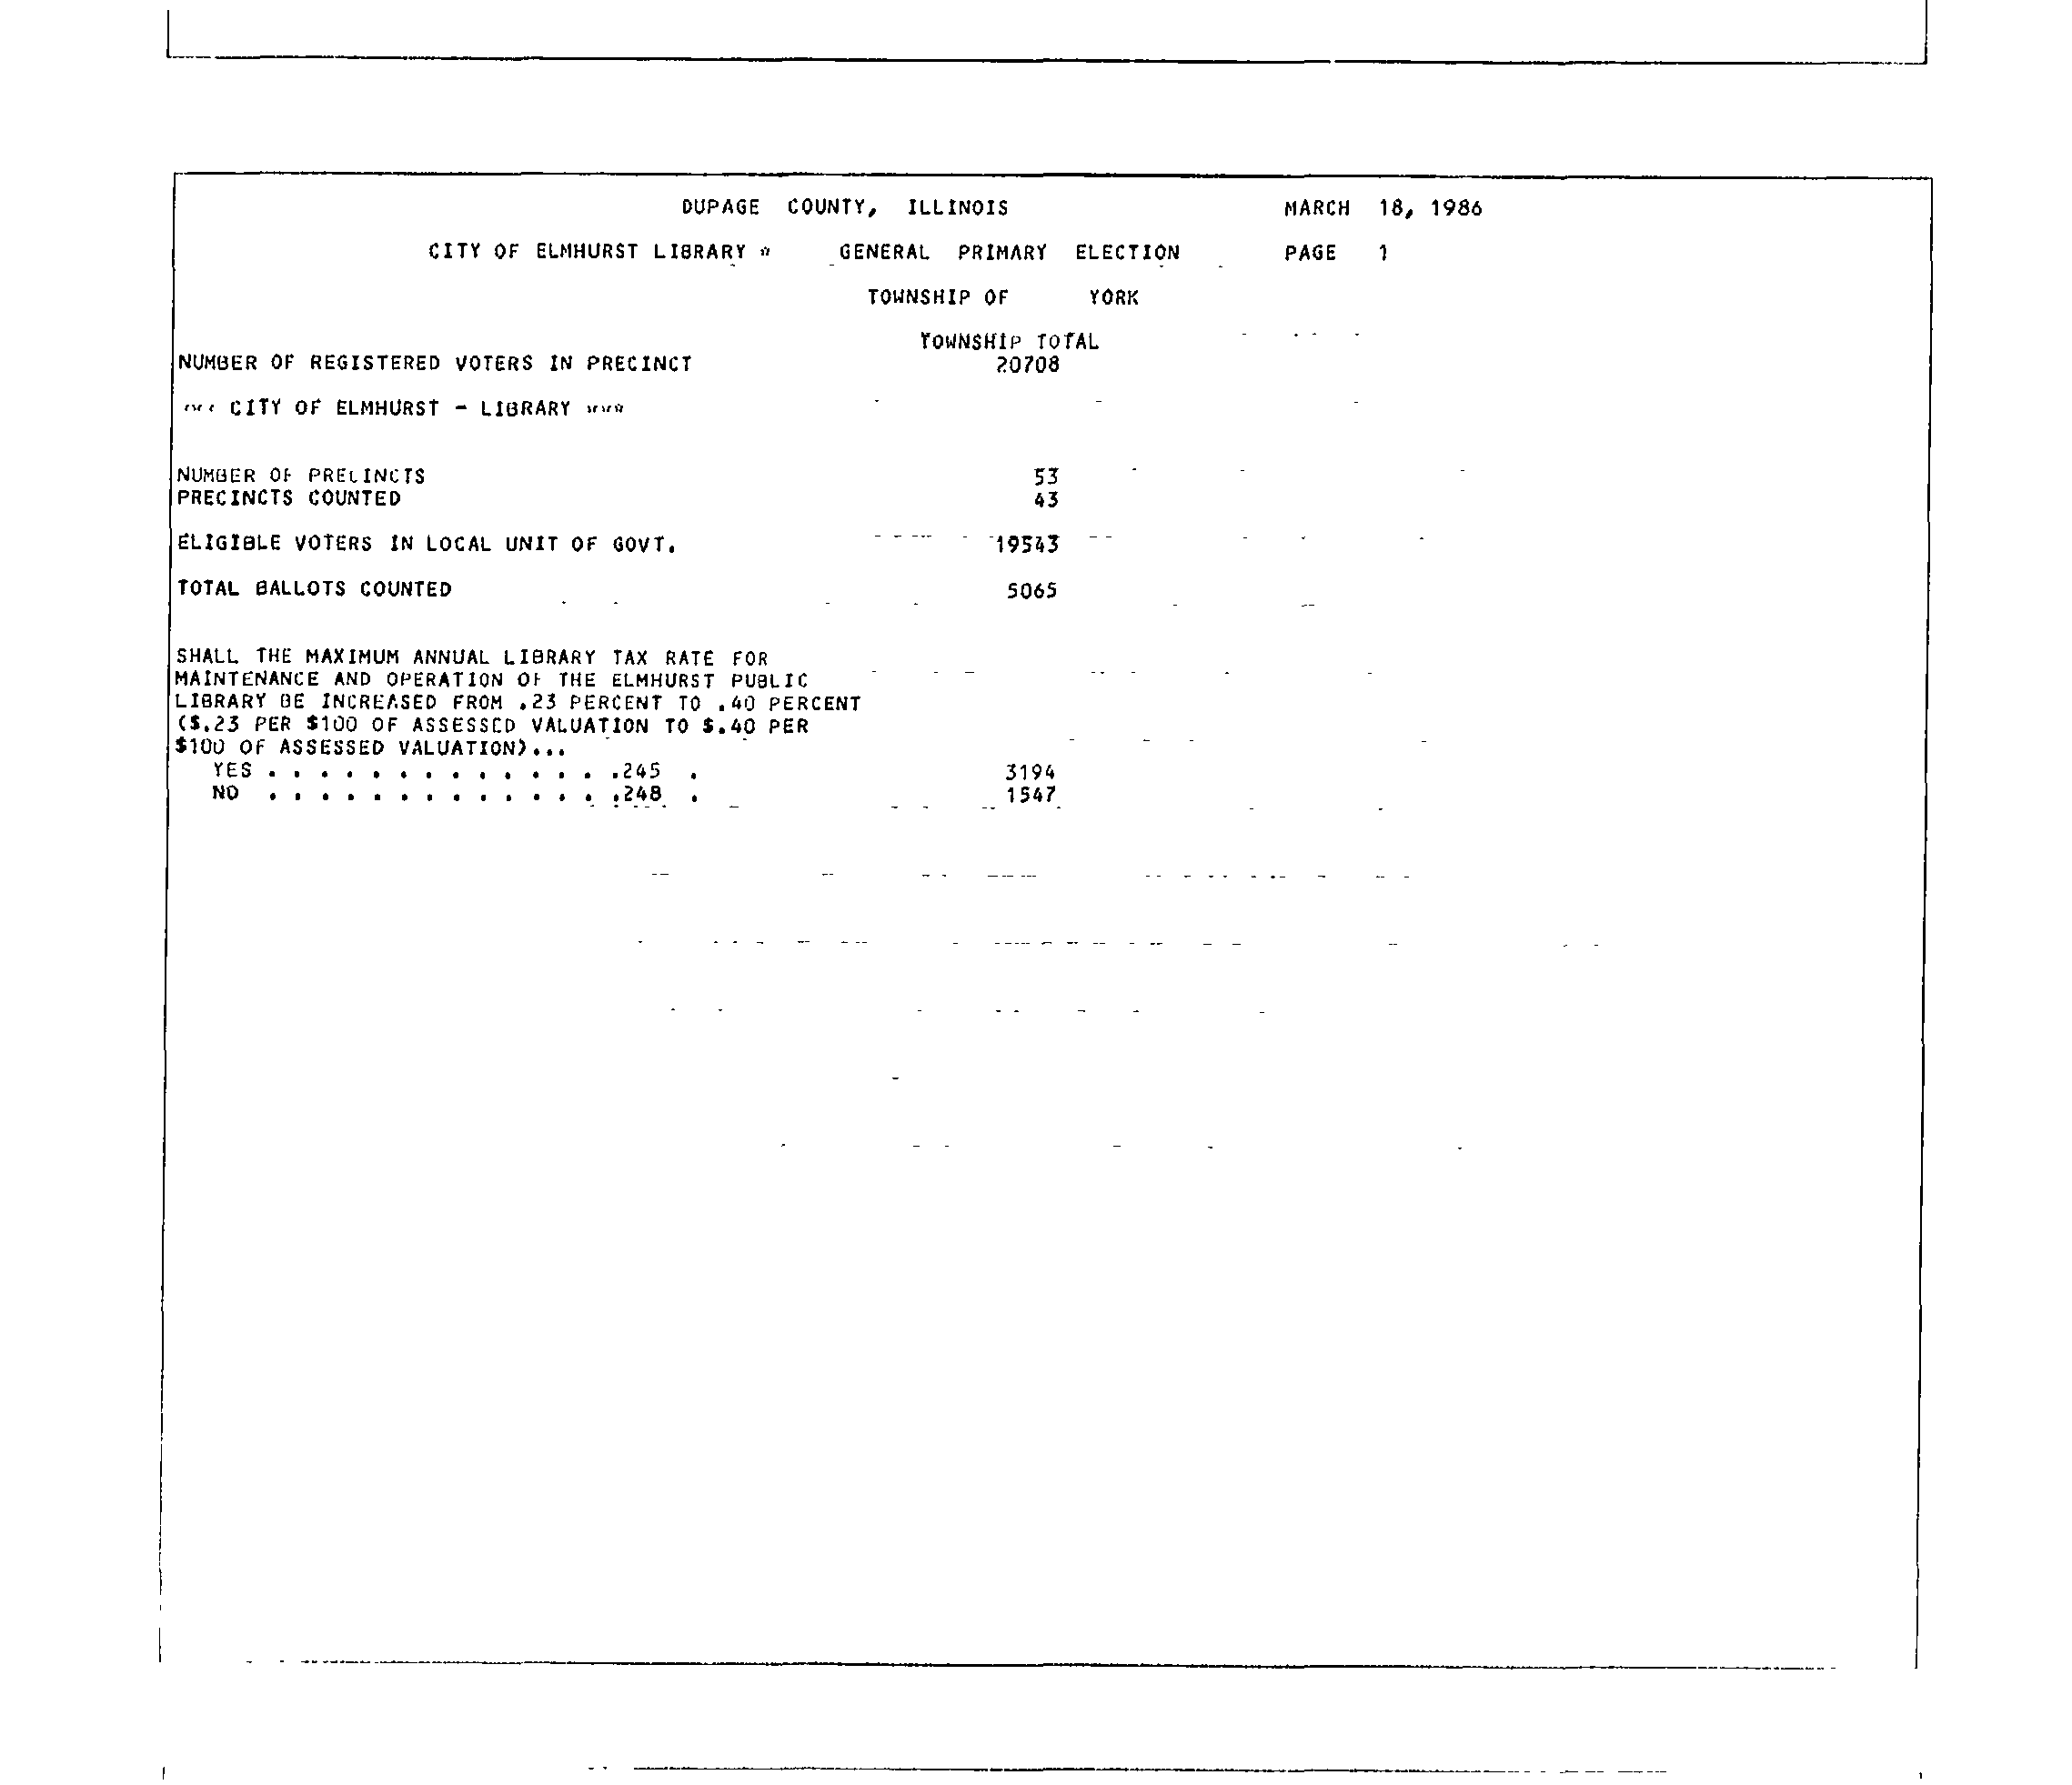 DUPAGE COUNTY, ILLINOIS MARCH 18, 1986
CITY OF ELMHURST LIBRARY * GENERAL PRIMARY ELECTION PAGE 1
TOWNSHIP OF YORK
TOWNSHIP TOTAL
NUMBER OF REGISTERED VOTERS IN PRECINCT 20708
*** CITY OF ELMHURST - LIBRARY ***
NUMBER OF PRECINCTS 53
PRECINCTS COUNTED 43
ELIGIBLE VOTERS IN LOCAL UNIT OF GOVT. 19543
TOTAL BALLOTS COUNTED 5065
SHALL THE MAXIMUM ANNUAL LIBRARY TAX RATE FOR
MAINTENANCE AND OPERATION OF THE ELMHURST PUBLIC
LIBRARY BE INCREASED FROM .23 PERCENT TO .40 PERCENT
($.23 PER $100 OF ASSESSED VALUATION TO $.40 PER
$100 OF ASSESSED VALUATION)...
YES . . . . . . . . . . . . . .245 . 3194
NO . . . . . . . . . . . . . .248 . 1547